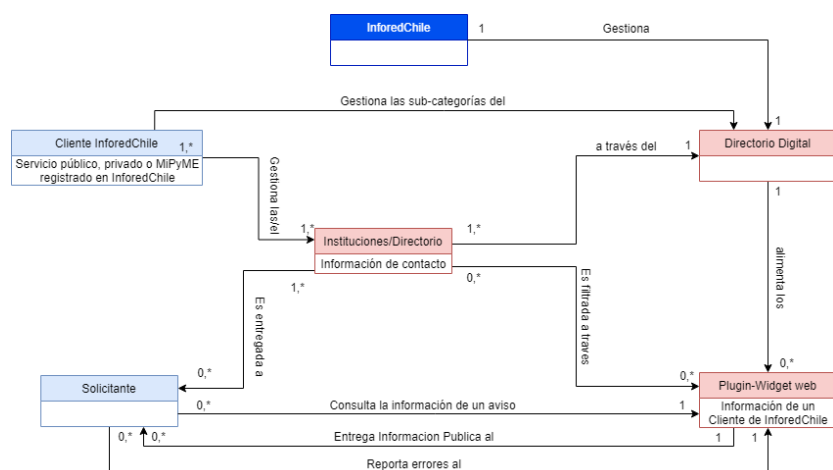 InforedChile
1
Gestiona
Gestiona las sub-categorías del
1
Cliente InforedChile
1,*
Servicio público, privado o MiPyME
registrado en InforedChile
a través del
1
Directorio Digital
1
Gestiona las/el
1,*
Instituciones/Directorio
1,*
Información de contacto
1,*
0,*
Es entregada a
Es filtrada a traves
alimenta los
0,*
0,*
0,*
Solicitante
Plugin-Widget web
Información de un
Cliente de InforedChile
0,*
Consulta la información de un aviso
1
0,*
0,*
Entrega Informacion Publica al
1
1
Reporta errores al